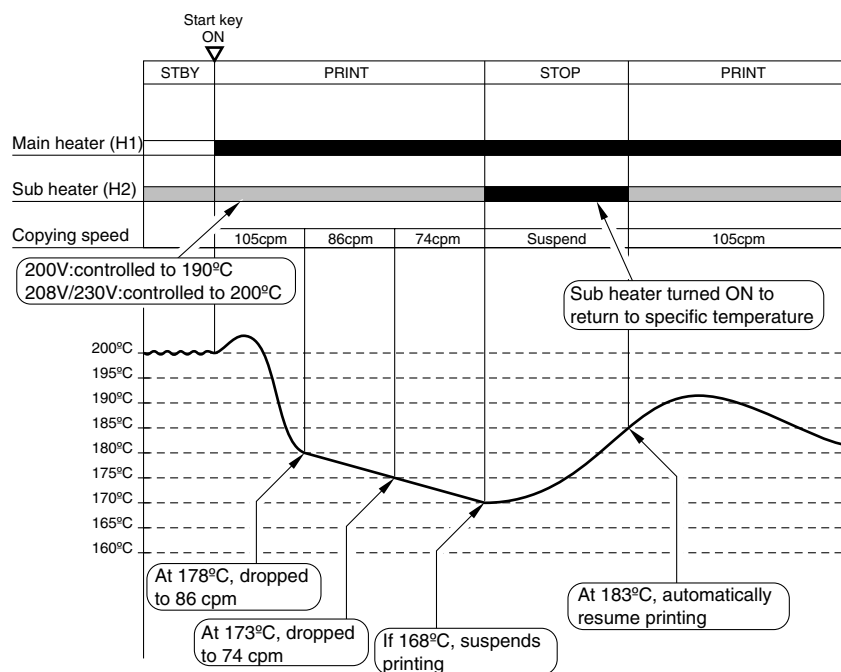 Start key
ON
STBY PRINT STOP PRINT
Main heater (H1)
Sub heater (H2)
Copying speed 105cpm 86cpm 74cpm Suspend 105cpm
200V:controlled to 190ºC
208V/230V:controlled to 200ºC
Sub heater turned ON to
return to specific temperature
200ºC
195ºC
190ºC
185ºC
180ºC
175ºC
170ºC
165ºC
160ºC
At 178ºC, dropped
to 86 cpm
At 173ºC, dropped
to 74 cpm
If 168ºC, suspends
printing
At 183ºC, automatically
resume printing